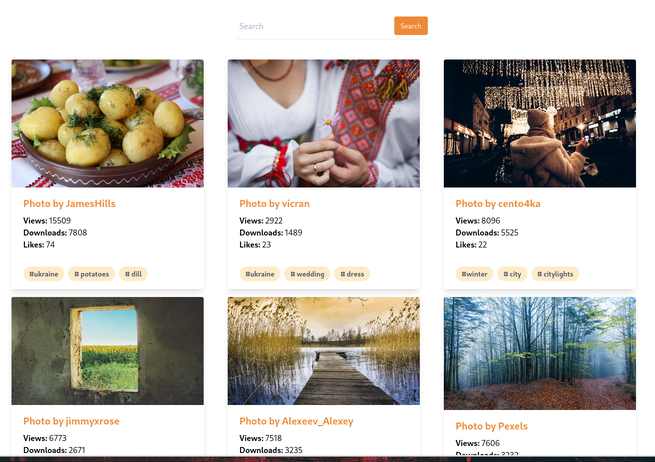 Search
Search
Photo by JamesHills
Views: 15509
Downloads: 7808
Likes: 74
#ukraine # potatoes # dill
Photo by vicran
Views: 2922
Downloads: 1489
Likes: 23
#ukraine # wedding # dress
Photo by cento4ka
Views: 8096
Downloads: 5525
Likes: 22
#winter # city # citylights
Photo by jimmyxrose
Views: 6773
Downloads: 2671
Photo by Alexeev_Alexey
Views: 7518
Downloads: 3235
Photo by Pexels
Views: 7606
Downloads: 3232